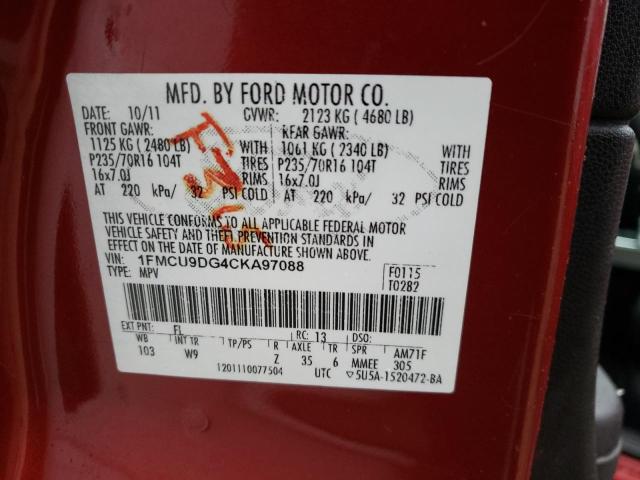 MFD. BY FORD MOTOR CO.
DATE: 10/11 GVWR: 2123 KG ( 4680 LB)
FRONT GAWR: REAR GAWR:
1125 KG ( 2480 LB) WITH 1061 KG ( 2340 LB) WITH
P235/70R16 104T TIRES P235/70R16 104T TIRES
16x7.0J RIMS 16x7.0J RIMS
AT 220 kPa/ 32 PSI COLD AT 220 kPa/ 32 PSI COLD
THIS VEHICLE CONFORMS TO ALL APPLICABLE FEDERAL MOTOR
VEHICLE SAFETY AND THEFT PREVENTION STANDARDS IN
EFFECT ON THE DATE OF MANUFACTURE SHOWN ABOVE.
VIN: 1FMCU9DG4CKA97088 F0115
TYPE: MPV T0282
EXT PNT: FL RC: 13 DSO:
WB INT TR TP/PS R AXLE TR SPR AM71F
103 W9 Z 35 6 MMEE 305
1201110077504 UTC ▽5U5A-1520472-BA